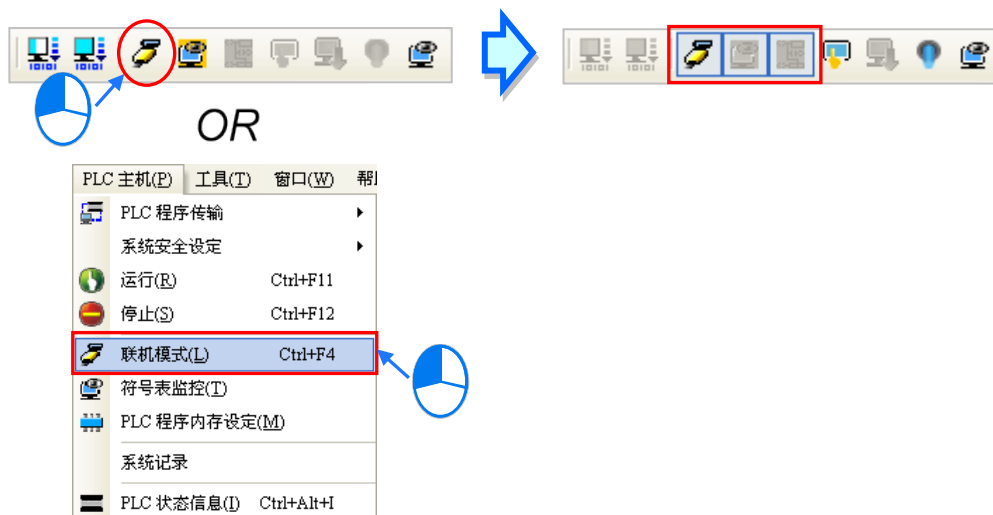 OR
PLC 主机(P) 工具(T) 窗口(W)
PLC 程序传输
系统安全设定
运行(R) Ctrl+F11
停止(S) Ctrl+F12
联机模式(L) Ctrl+F4
符号表监控(T)
PLC 程序内存设定(M)
系统记录
PLC 状态信息(I) Ctrl+Alt+I